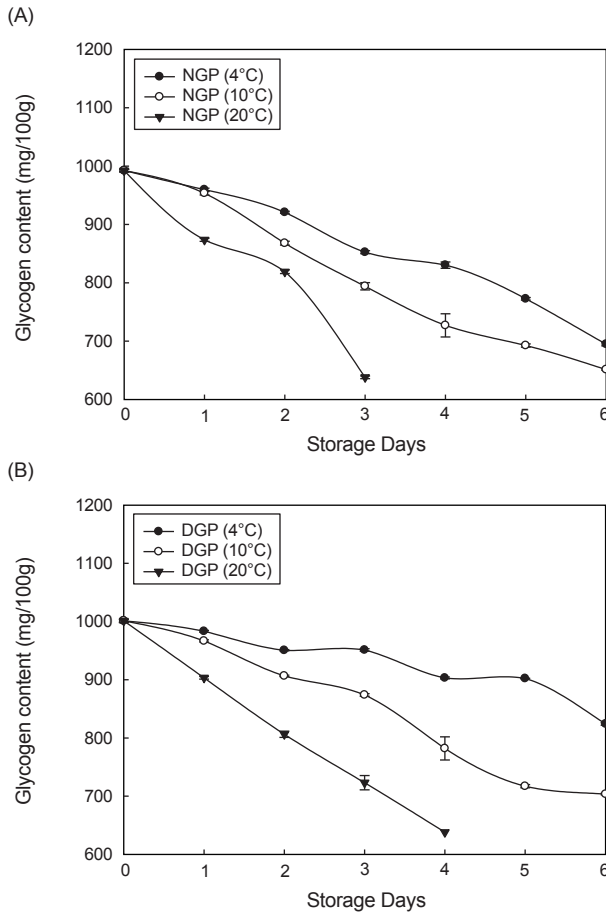 (A)
1200
1100
1000
900
800
700
600
Glycogen content (mg/100g)
NGP (4°C)
NGP (10°C)
NGP (20°C)
0 1 2 3 4 5 6
Storage Days
(B)
1200
1100
1000
900
800
700
600
Glycogen content (mg/100g)
DGP (4°C)
DGP (10°C)
DGP (20°C)
0 1 2 3 4 5 6
Storage Days